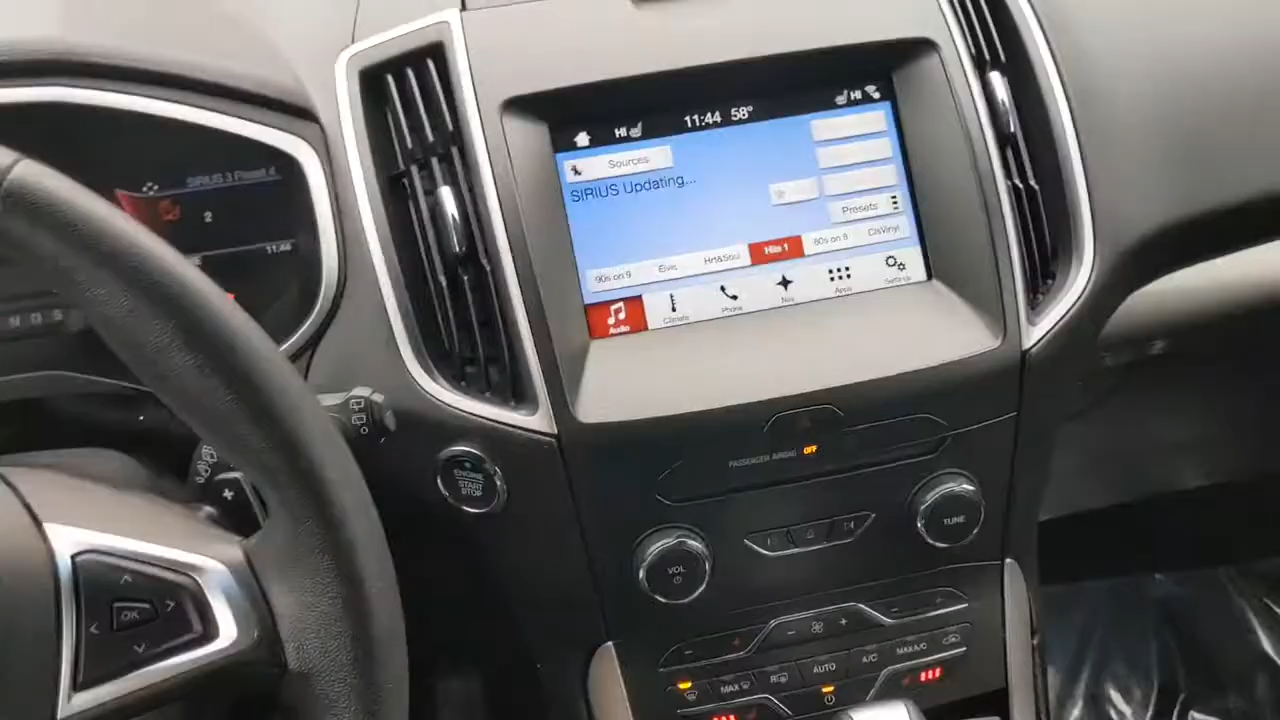 HI 11:44 58° HI
Sources
SIRIUS Updating...
Presets
90s on 9 Elvis Hrt&Soul Hits 1 80s on 8 ClsVinyl
Audio Climate Phone Nav Apps Settings
SIRIUS 3 Preset 4
2
11:44
M D S
ENGINE
START
STOP
PASSENGER AIRBAG OFF
VOL
TUNE
OK
MAX R AUTO A/C MAX A/C